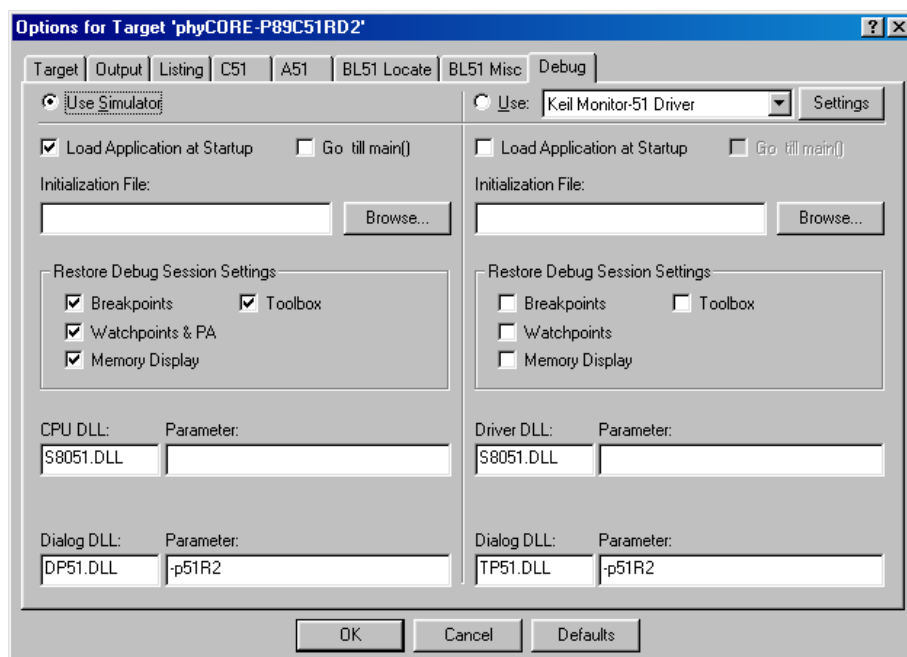 Options for Target 'phyCORE-P89C51RD2'
Target Output Listing C51 A51 BL51 Locate BL51 Misc Debug
Use Simulator
Use: Keil Monitor-51 Driver Settings
Load Application at Startup Go till main()
Load Application at Startup Go till main()
Initialization File:
Initialization File:
Browse...
Browse...
Restore Debug Session Settings
Breakpoints Toolbox
Watchpoints & PA
Memory Display
Restore Debug Session Settings
Breakpoints Toolbox
Watchpoints
Memory Display
CPU DLL: Parameter:
S8051.DLL
Driver DLL: Parameter:
S8051.DLL
Dialog DLL: Parameter:
DP51.DLL -p51R2
Dialog DLL: Parameter:
TP51.DLL -p51R2
OK Cancel Defaults